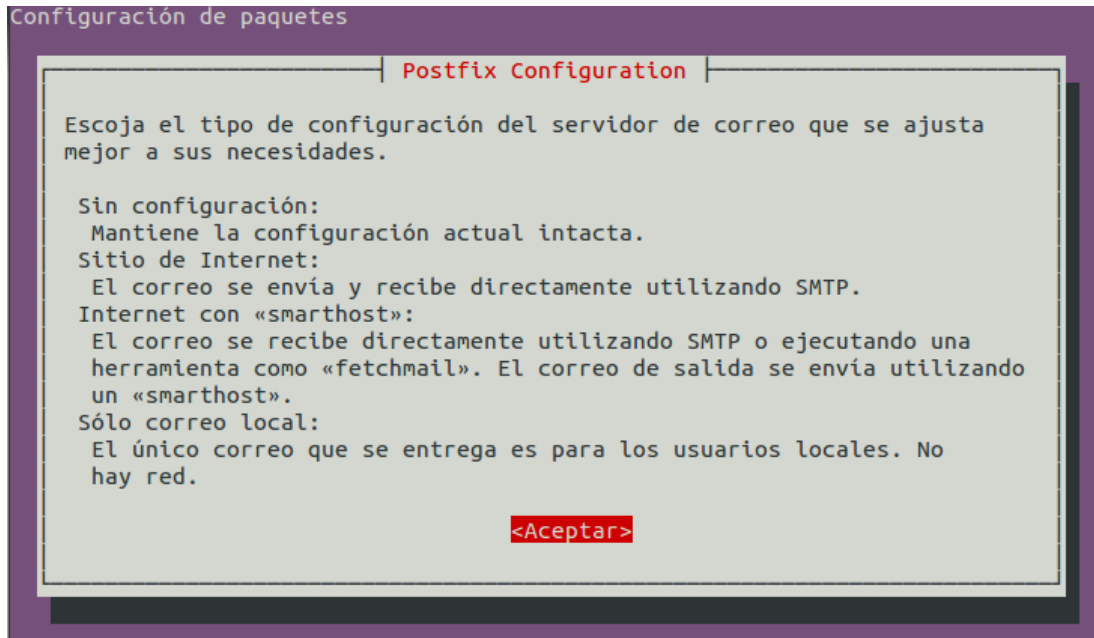 Configuración de paquetes
Postfix Configuration
Escoja el tipo de configuración del servidor de correo que se ajusta
mejor a sus necesidades.
Sin configuración:
Mantiene la configuración actual intacta.
Sitio de Internet:
El correo se envía y recibe directamente utilizando SMTP.
Internet con «smarthost»:
El correo se recibe directamente utilizando SMTP o ejecutando una
herramienta como «fetchmail». El correo de salida se envía utilizando
un «smarthost».
Sólo correo local:
El único correo que se entrega es para los usuarios locales. No
hay red.
<Aceptar>